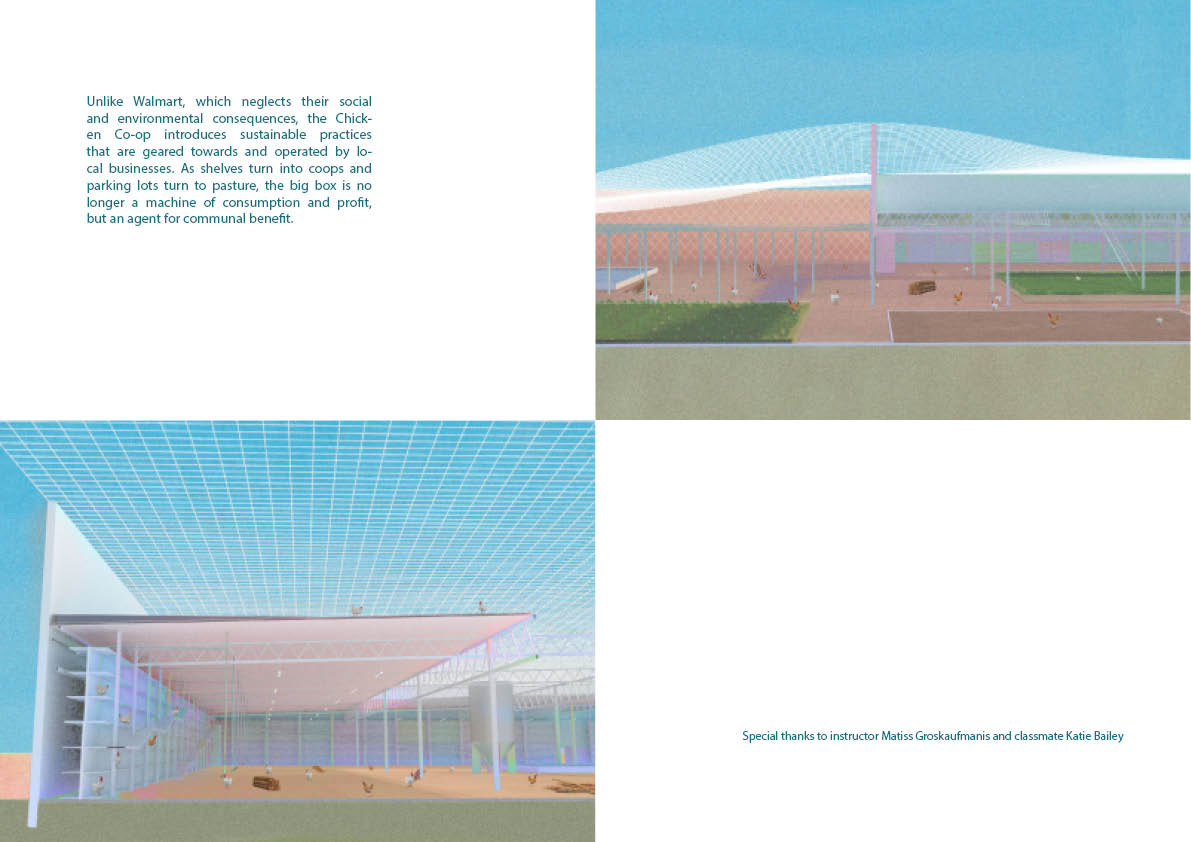 Unlike Walmart, which neglects their social
and environmental consequences, the Chick-
en Co-op introduces sustainable practices
that are geared towards and operated by lo-
cal businesses. As shelves turn into coops and
parking lots turn to pasture, the big box is no
longer a machine of consumption and profit,
but an agent for communal benefit.
Special thanks to instructor Matiss Groskaufmanis and classmate Katie Bailey